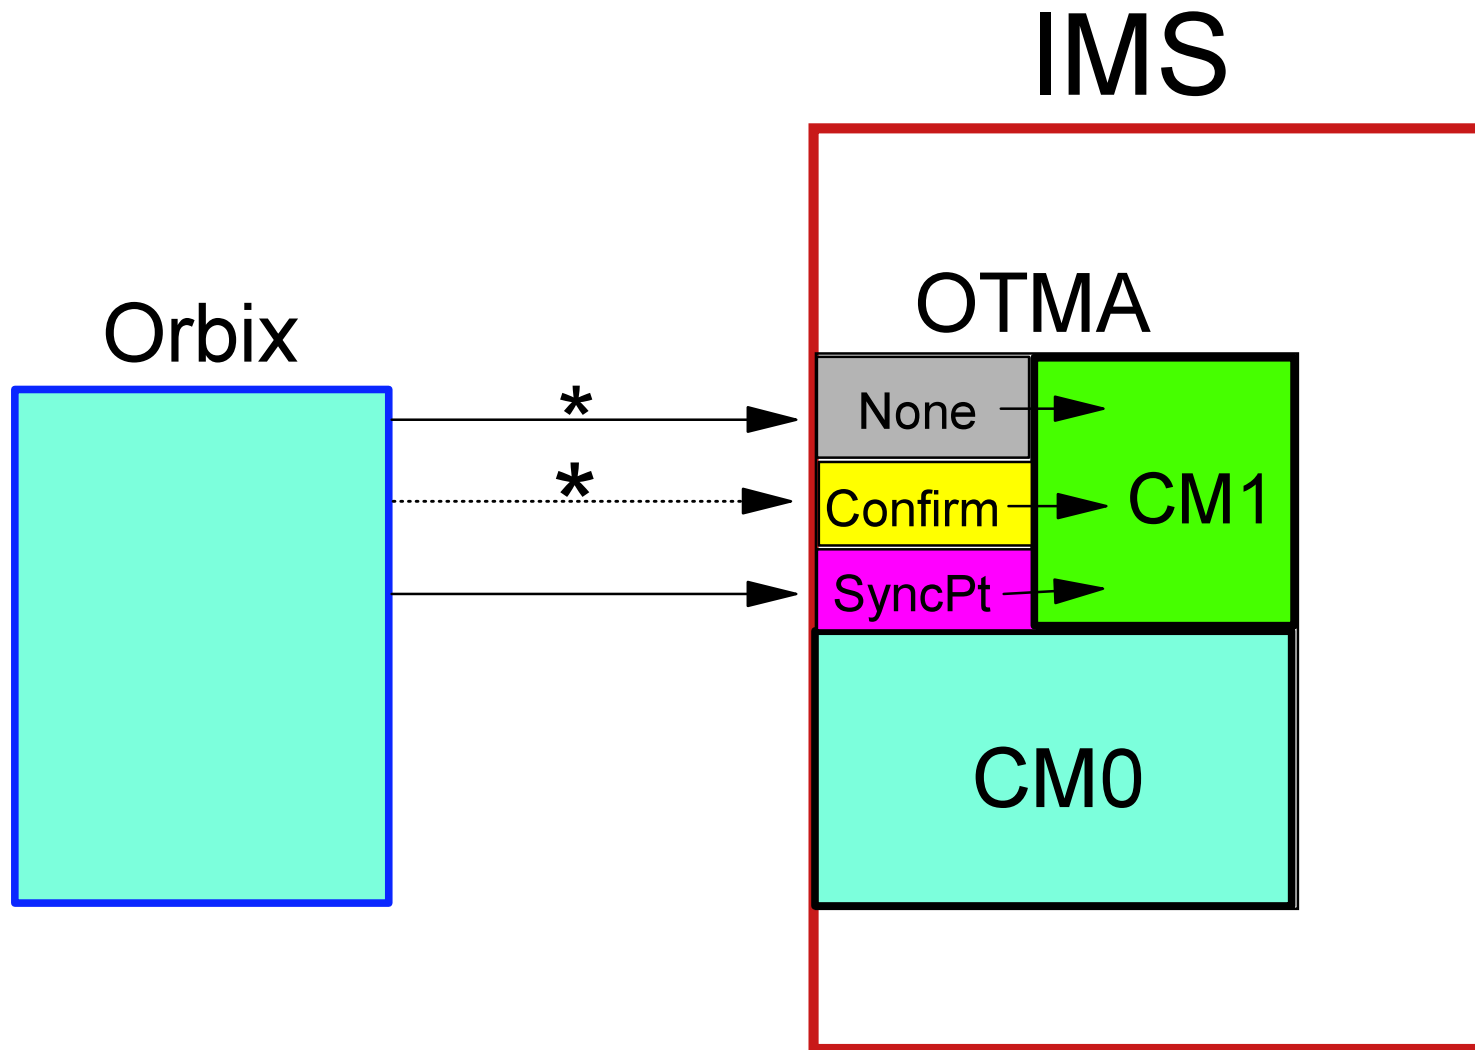 IMS
OTMA
Orbix
*
None
*
Confirm
CM1
SyncPt
CM0